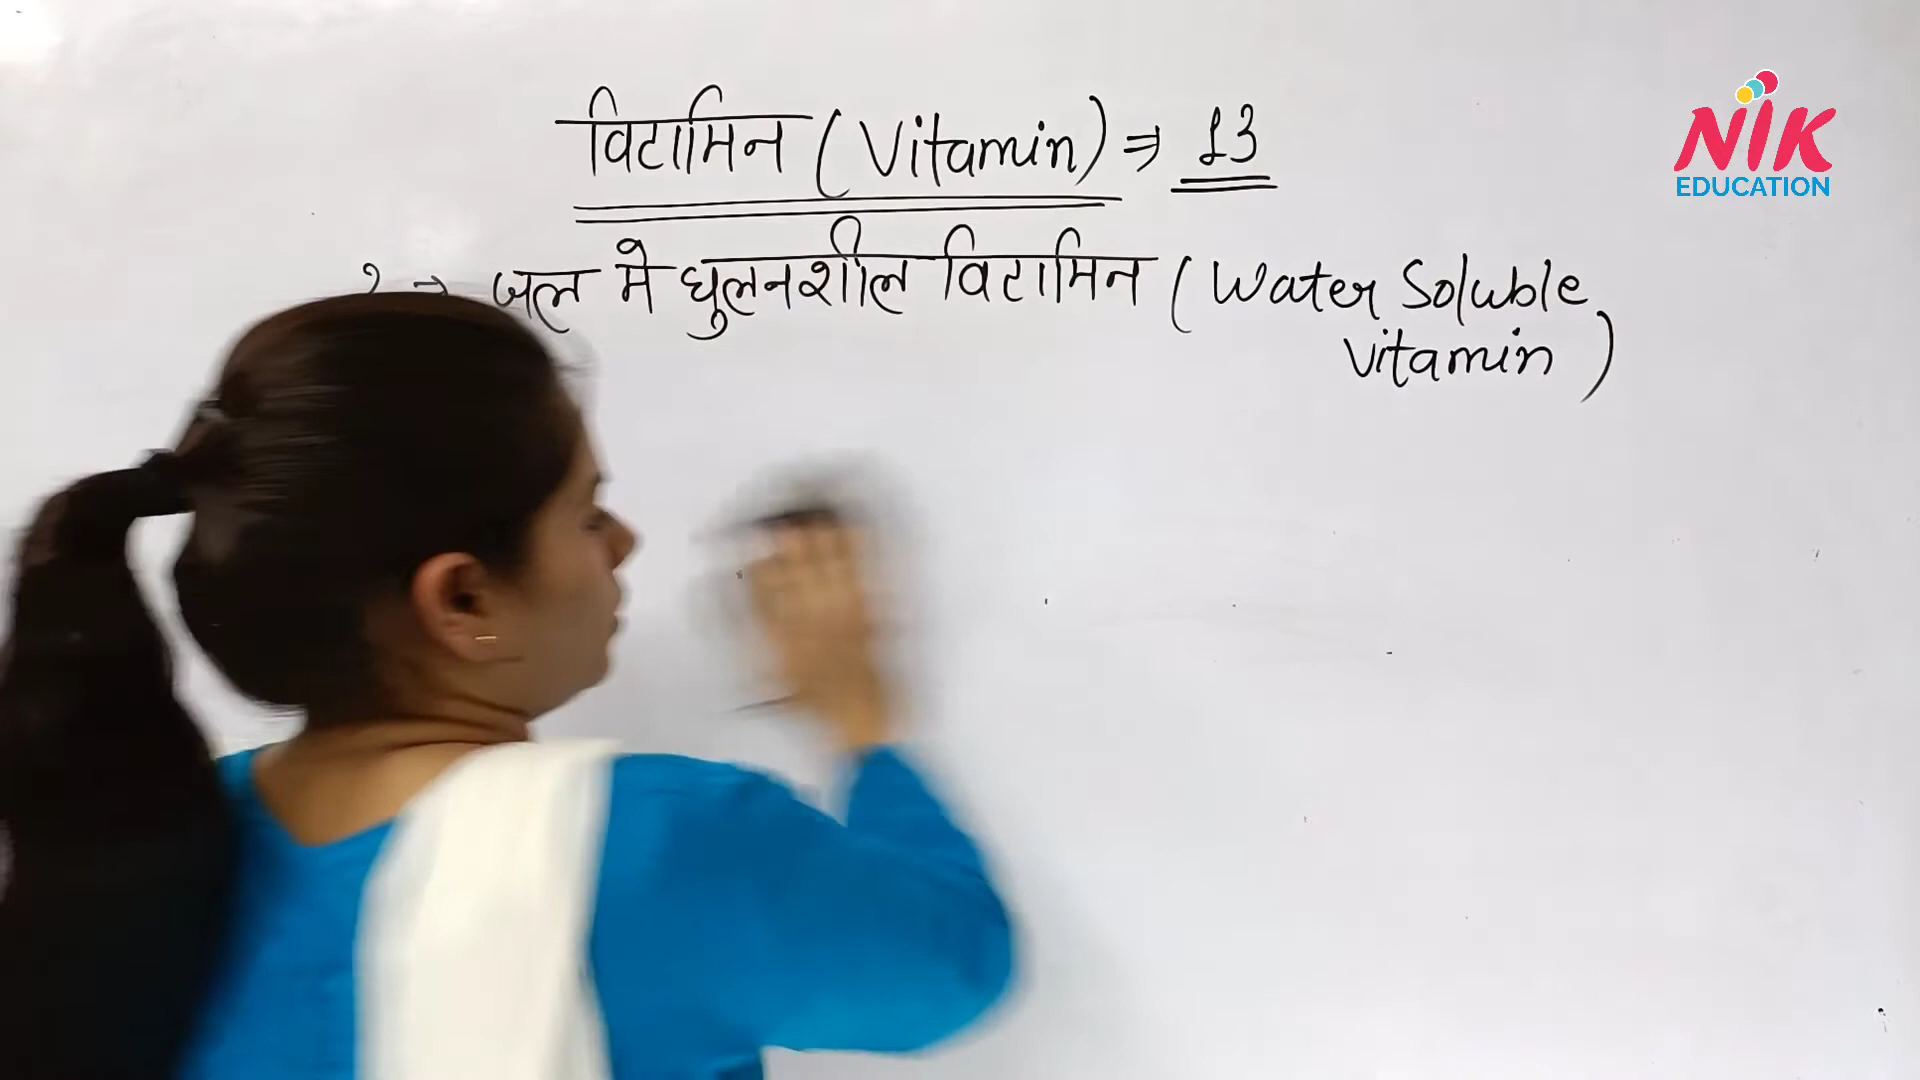 विटामिन (Vitamin) ⇒ 13
NIK
EDUCATION
→ जल मे घुलनशील विटामिन (Water Soluble
Vitamin)